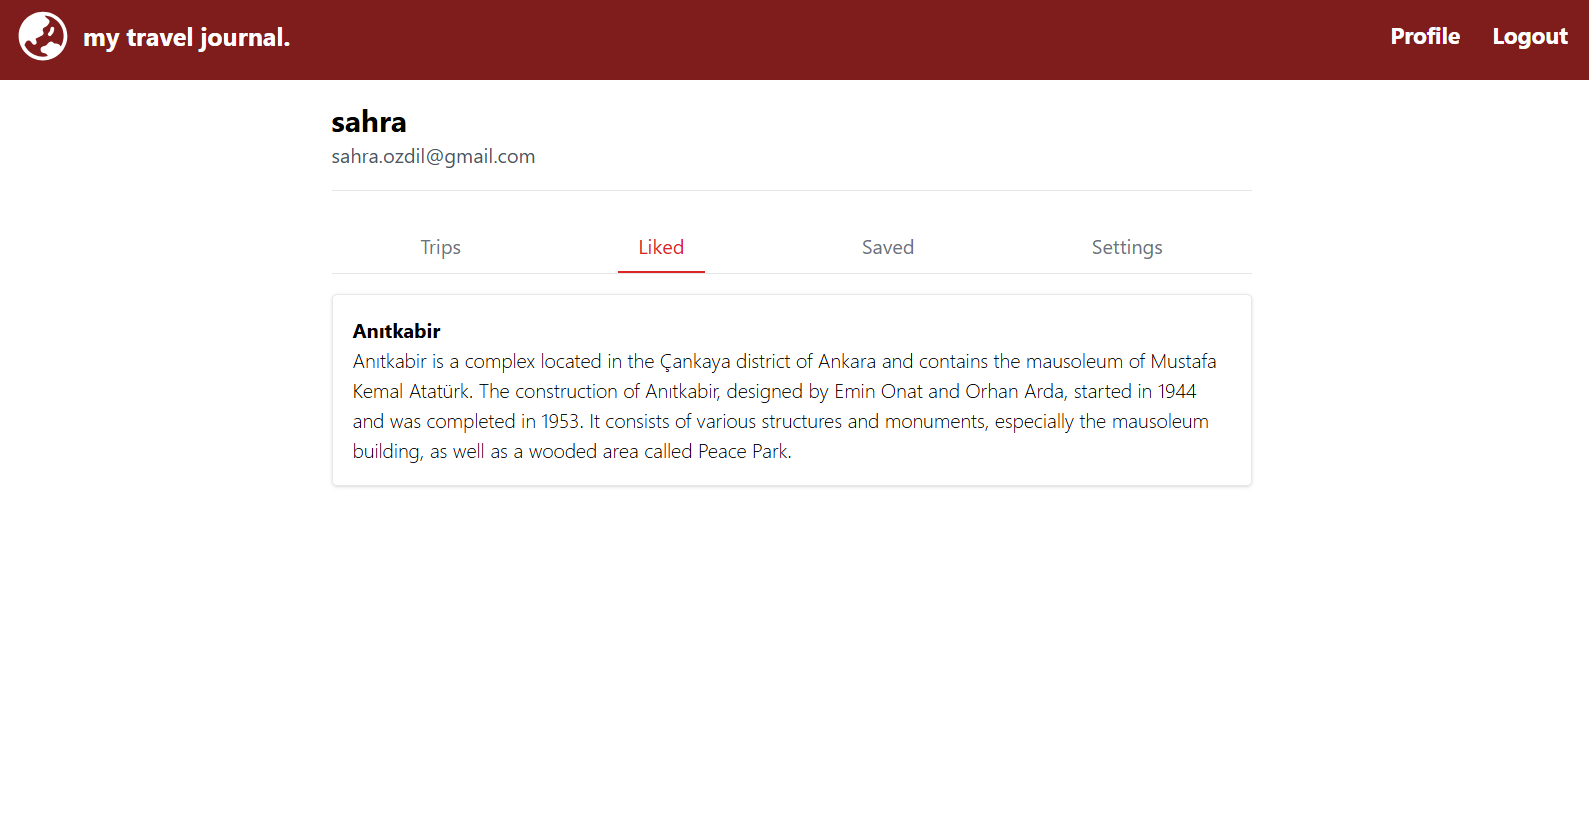 my travel journal.
Profile Logout
sahra
sahra.ozdil@gmail.com
Trips Liked Saved Settings
Anıtkabir
Anıtkabir is a complex located in the Çankaya district of Ankara and contains the mausoleum of Mustafa
Kemal Atatürk. The construction of Anıtkabir, designed by Emin Onat and Orhan Arda, started in 1944
and was completed in 1953. It consists of various structures and monuments, especially the mausoleum
building, as well as a wooded area called Peace Park.